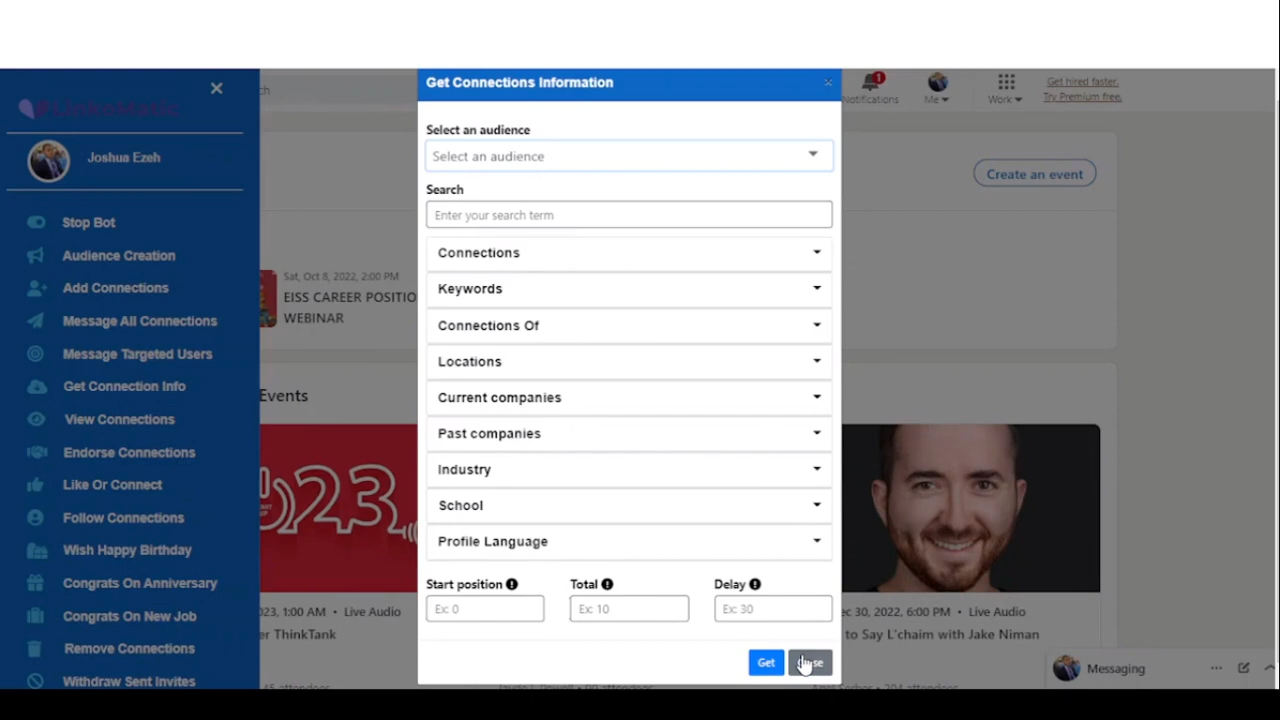 Get Connections Information
×
Notifications
1
Me
Work
Get hired faster.
Try Premium free.
Joshua Ezeh
Stop Bot
Audience Creation
Add Connections
Message All Connections
Message Targeted Users
Get Connection Info
View Connections
Endorse Connections
Like Or Connect
Follow Connections
Wish Happy Birthday
Congrats On Anniversary
Congrats On New Job
Remove Connections
Withdraw Sent Invites
Select an audience
Select an audience
Search
Enter your search term
Connections
Keywords
Connections Of
Locations
Current companies
Past companies
Industry
School
Profile Language
Start position
Total
Delay
Ex: 0
Ex: 10
Ex: 30
Get
Create an event
Sat, Oct 8, 2022, 2:00 PM
EISS CAREER POSITIO
WEBINAR
Events
023
023, 1:00 AM • Live Audio
er ThinkTank
ec 30, 2022, 6:00 PM • Live Audio
to Say L'chaim with Jake Niman
Messaging